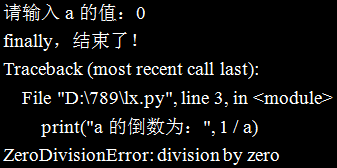 请输入 a 的值：0
finally，结束了！
Traceback (most recent call last):
File "D:\789\lx.py", line 3, in <module>
print("a 的倒数为：", 1 / a)
ZeroDivisionError: division by zero